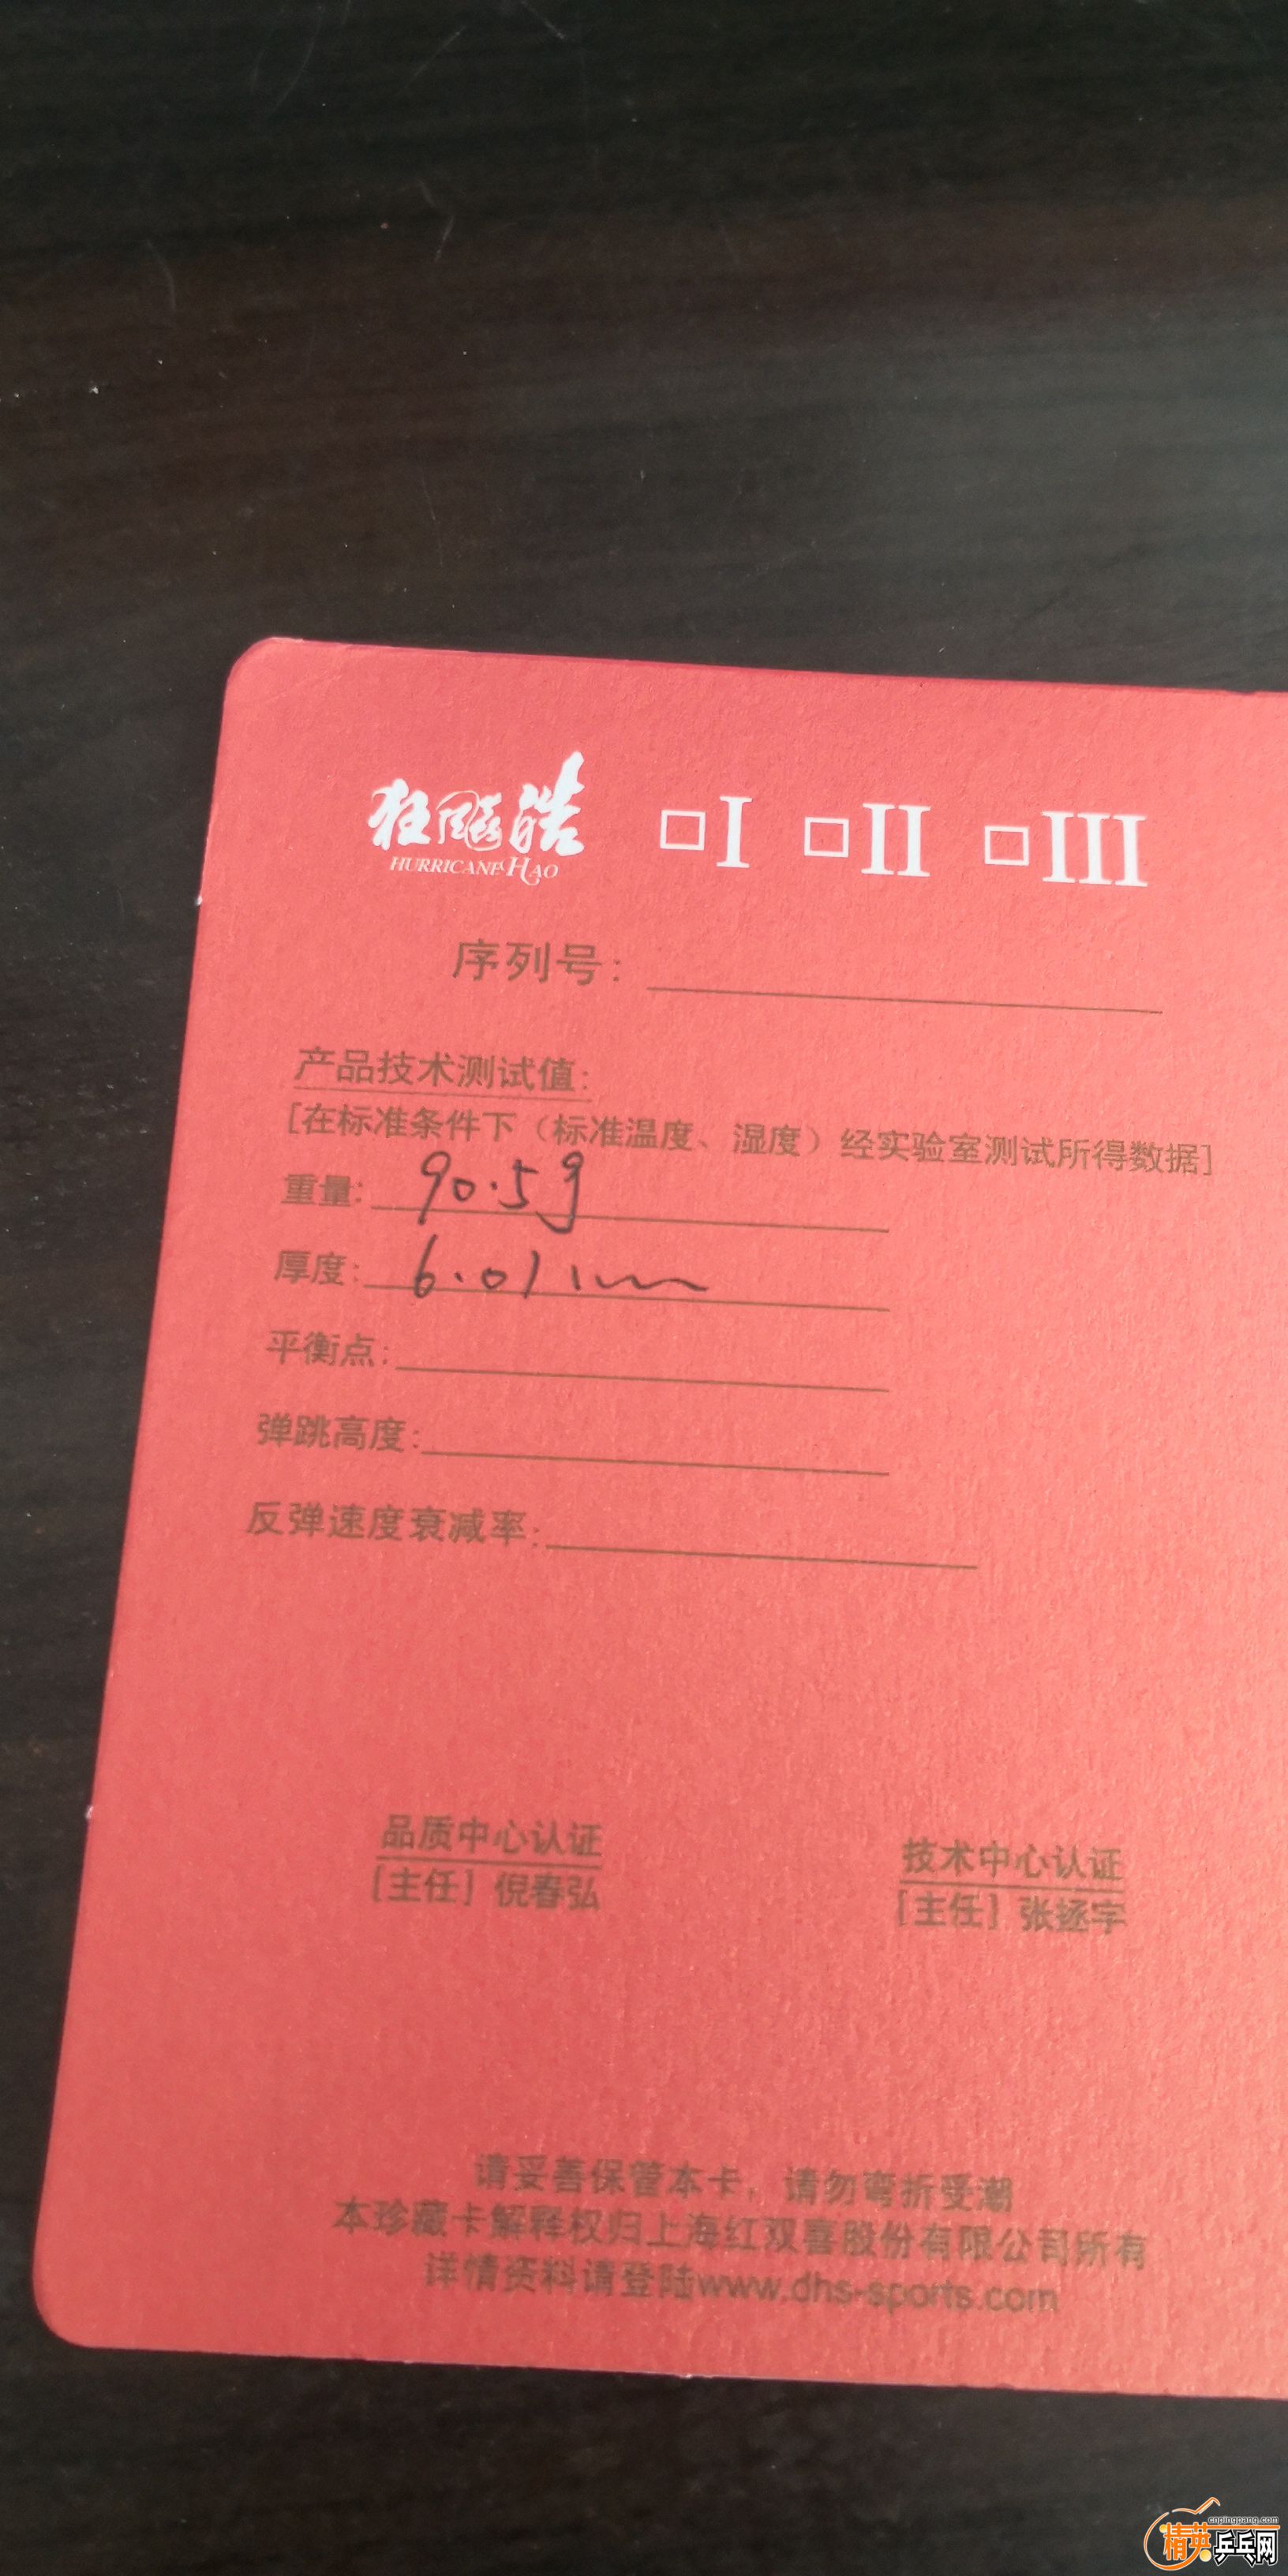 狂飚皓 □I □II □III
HURRICANE HAO
序列号:
产品技术测试值:
[在标准条件下（标准温度、湿度）经实验室测试所得数据]
重量: 90.5g
厚度: 6.01mm
平衡点:
弹跳高度:
反弹速度衰减率:
品质中心认证 技术中心认证
[主任] 倪春弘 [主任] 张拯宇
请妥善保管本卡，请勿弯折受潮
本珍藏卡解释权归上海红双喜股份有限公司所有
详情资料请登陆www.dhs-sports.com
cnpingpang.com
精英乒乓网